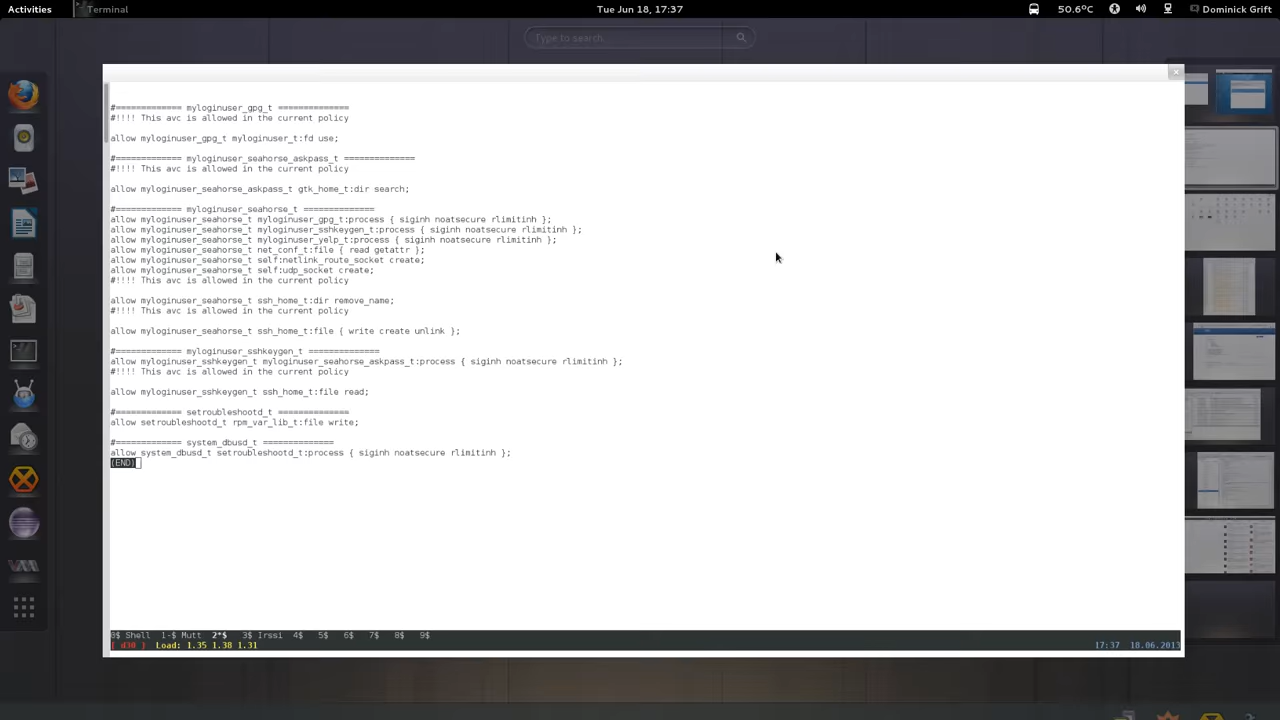 Activities Terminal Tue Jun 18, 17:37 50.6°C Dominick Grift
Type to search...
#============= myloginuser_gpg_t ==============
#!!!! This avc is allowed in the current policy
allow myloginuser_gpg_t myloginuser_t:fd use;
#============= myloginuser_seahorse_askpass_t ==============
#!!!! This avc is allowed in the current policy
allow myloginuser_seahorse_askpass_t gtk_home_t:dir search;
#============= myloginuser_seahorse_t ==============
allow myloginuser_seahorse_t myloginuser_gpg_t:process { siginh noatsecure rlimitinh };
allow myloginuser_seahorse_t myloginuser_sshkeygen_t:process { siginh noatsecure rlimitinh };
allow myloginuser_seahorse_t myloginuser_yelp_t:process { siginh noatsecure rlimitinh };
allow myloginuser_seahorse_t net_conf_t:file { read getattr };
allow myloginuser_seahorse_t self:netlink_route_socket create;
allow myloginuser_seahorse_t self:udp_socket create;
#!!!! This avc is allowed in the current policy
allow myloginuser_seahorse_t ssh_home_t:dir remove_name;
#!!!! This avc is allowed in the current policy
allow myloginuser_seahorse_t ssh_home_t:file { write create unlink };
#============= myloginuser_sshkeygen_t ==============
allow myloginuser_sshkeygen_t myloginuser_seahorse_askpass_t:process { siginh noatsecure rlimitinh };
#!!!! This avc is allowed in the current policy
allow myloginuser_sshkeygen_t ssh_home_t:file read;
#============= setroubleshootd_t ==============
allow setroubleshootd_t rpm_var_lib_t:file write;
#============= system_dbusd_t ==============
allow system_dbusd_t setroubleshootd_t:process { siginh noatsecure rlimitinh };
(END)
0$ Shell 1-$ Mutt 2*$ 3$ Irssi 4$ 5$ 6$ 7$ 8$ 9$
[ d30 ] Load: 1.35 1.38 1.31 17:37 18.06.2013